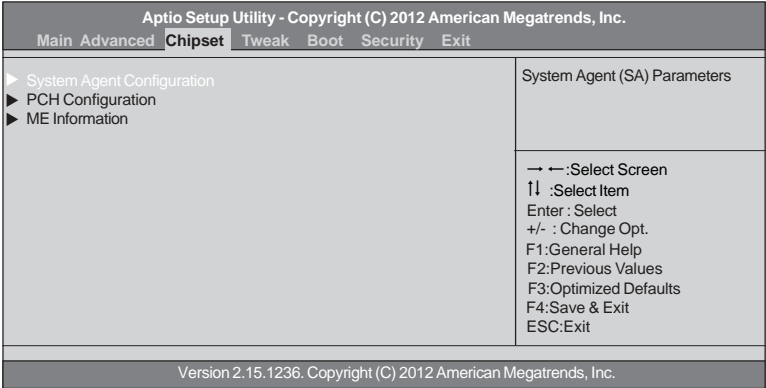 Aptio Setup Utility - Copyright (C) 2012 American Megatrends, Inc.
Main Advanced Chipset Tweak Boot Security Exit
System Agent Configuration
PCH Configuration
ME Information
System Agent (SA) Parameters
→ ←:Select Screen
↑↓ :Select Item
Enter : Select
+/- : Change Opt.
F1:General Help
F2:Previous Values
F3:Optimized Defaults
F4:Save & Exit
ESC:Exit
Version 2.15.1236. Copyright (C) 2012 American Megatrends, Inc.